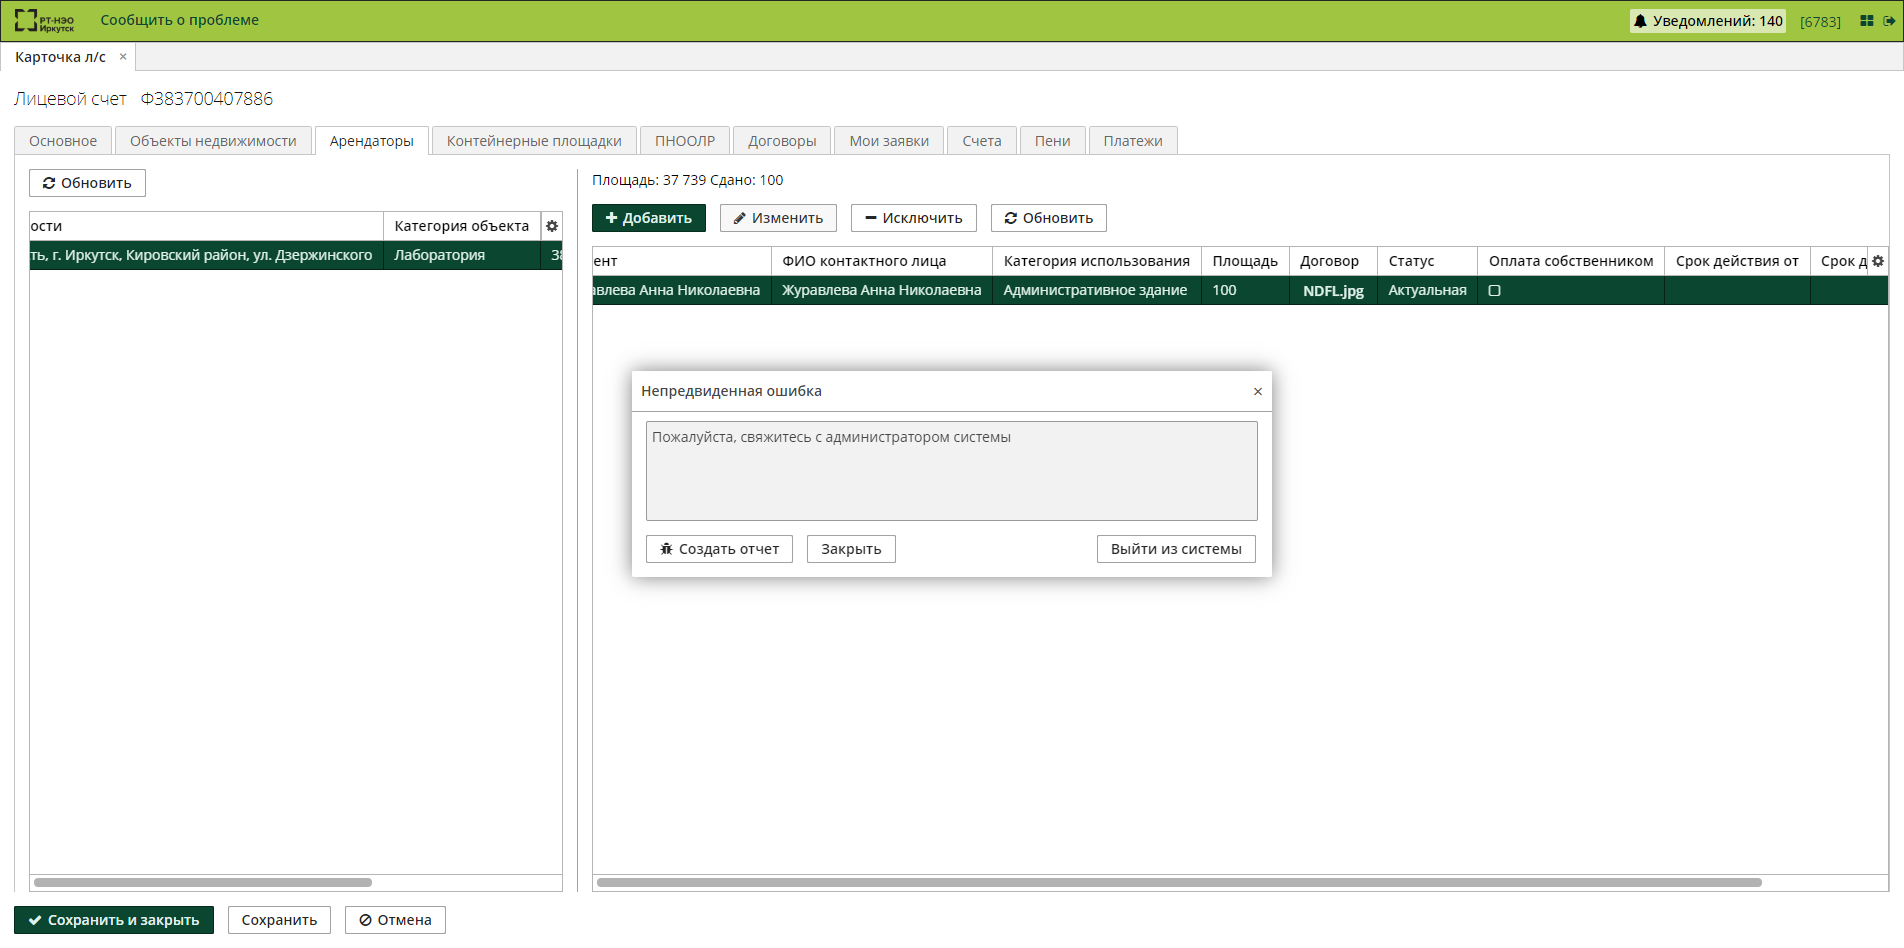 РТ-НЭО Иркутск
Сообщить о проблеме
Уведомлений: 140
[6783]
Карточка л/с ×
Лицевой счет Ф383700407886
Основное
Объекты недвижимости
Арендаторы
Контейнерные площадки
ПНООЛР
Договоры
Мои заявки
Счета
Пени
Платежи
Обновить
ости
Категория объекта
ть, г. Иркутск, Кировский район, ул. Дзержинского
Лаборатория
38
Площадь: 37 739 Сдано: 100
Добавить
Изменить
Исключить
Обновить
ент
ФИО контактного лица
Категория использования
Площадь
Договор
Статус
Оплата собственником
Срок действия от
Срок д
авлева Анна Николаевна
Журавлева Анна Николаевна
Административное здание
100
NDFL.jpg
Актуальная
Непредвиденная ошибка ×
Пожалуйста, свяжитесь с администратором системы
Создать отчет
Закрыть
Выйти из системы
Сохранить и закрыть
Сохранить
Отмена